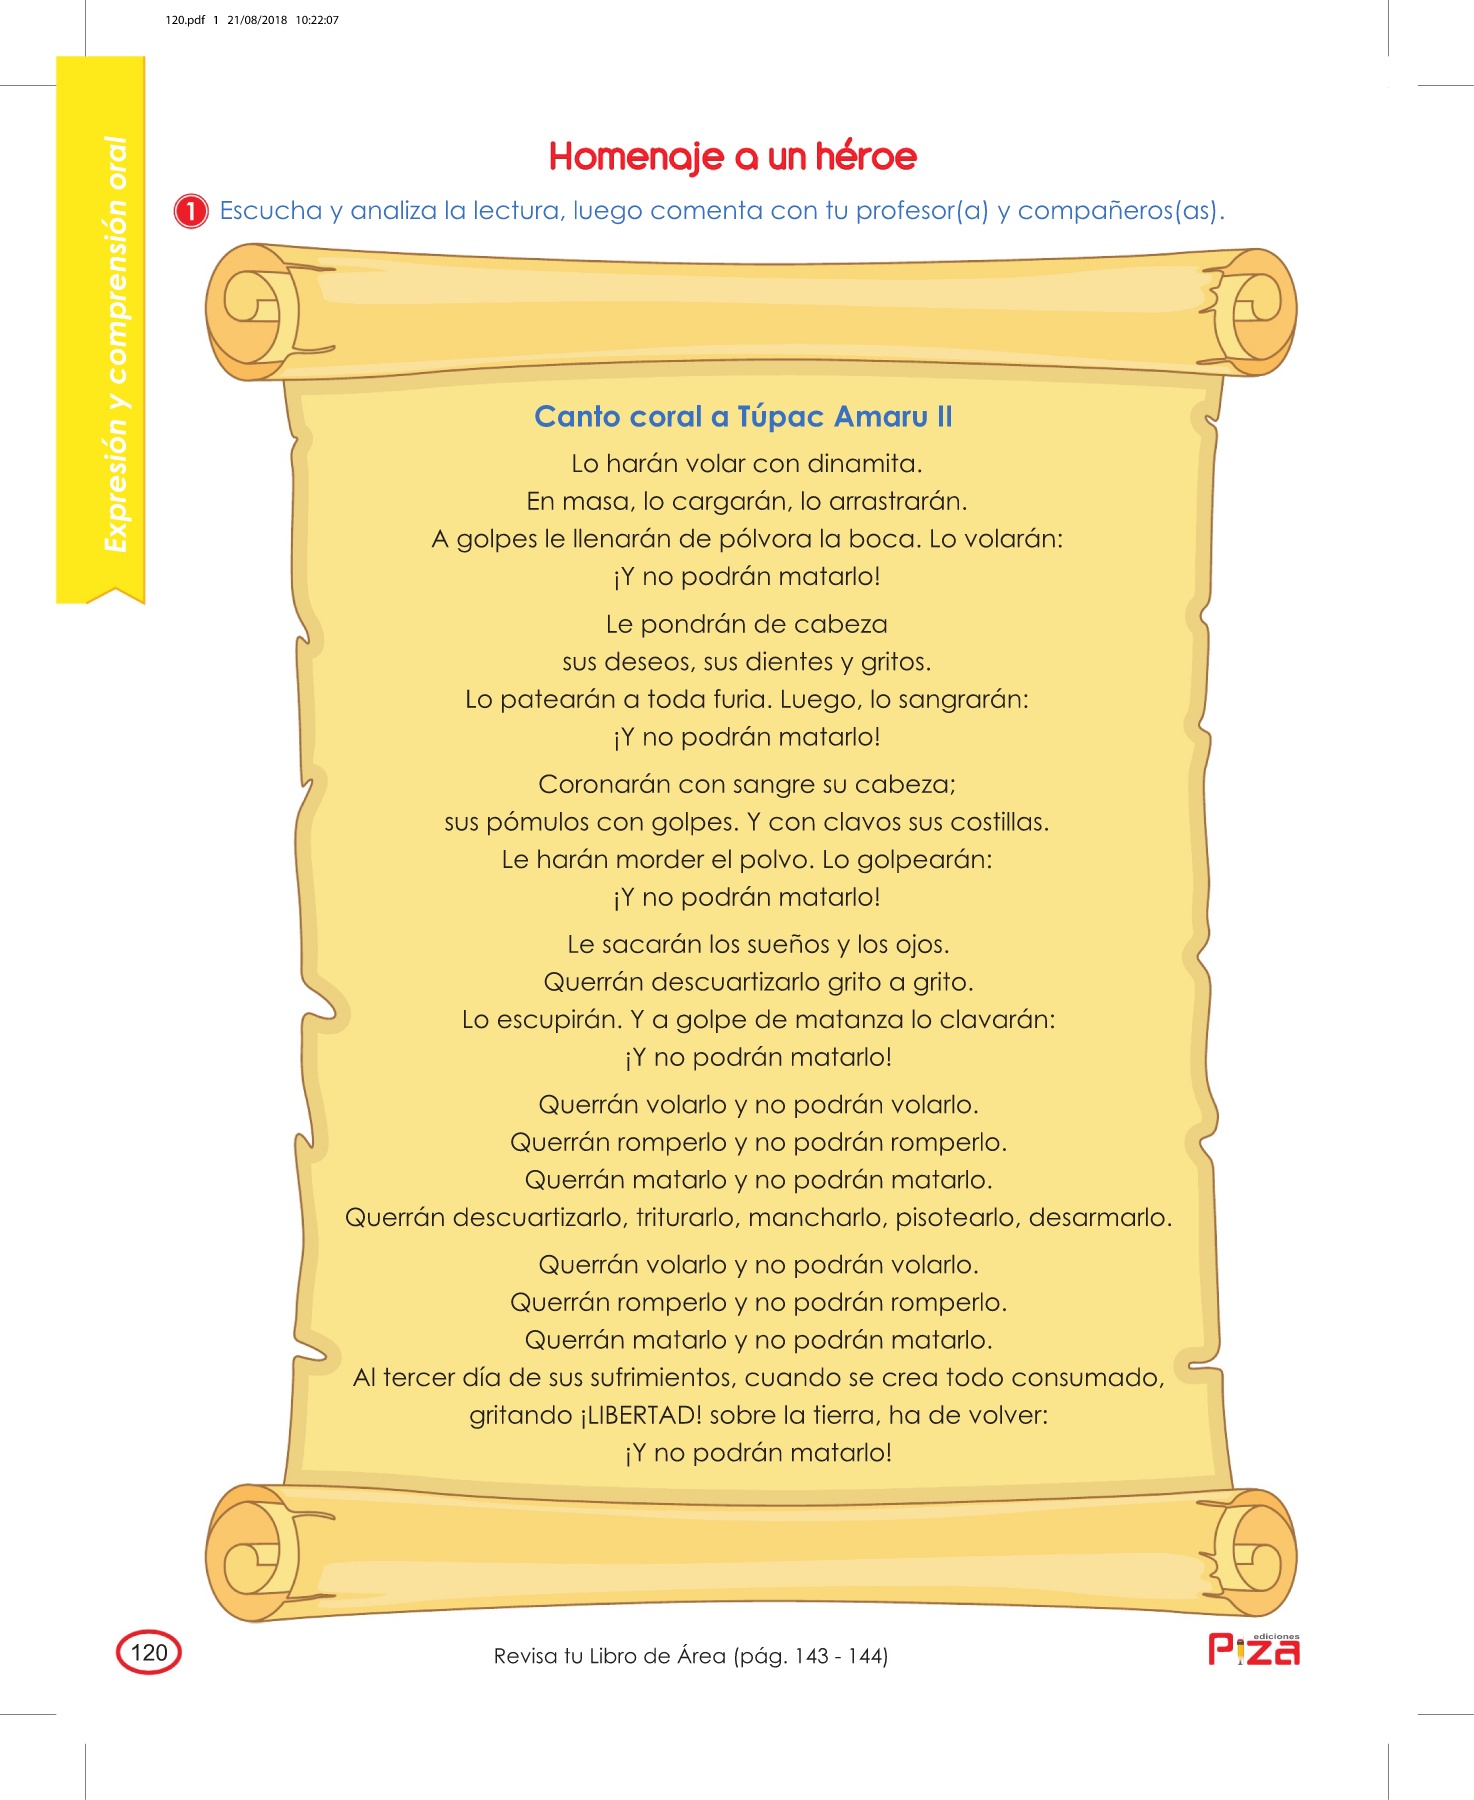 120.pdf 1 21/08/2018 10:22:07
Expresión y comprensión oral
Homenaje a un héroe
1 Escucha y analiza la lectura, luego comenta con tu profesor(a) y compañeros(as).
Canto coral a Túpac Amaru II
Lo harán volar con dinamita.
En masa, lo cargarán, lo arrastrarán.
A golpes le llenarán de pólvora la boca. Lo volarán:
¡Y no podrán matarlo!
Le pondrán de cabeza
sus deseos, sus dientes y gritos.
Lo patearán a toda furia. Luego, lo sangrarán:
¡Y no podrán matarlo!
Coronarán con sangre su cabeza;
sus pómulos con golpes. Y con clavos sus costillas.
Le harán morder el polvo. Lo golpearán:
¡Y no podrán matarlo!
Le sacarán los sueños y los ojos.
Querrán descuartizarlo grito a grito.
Lo escupirán. Y a golpe de matanza lo clavarán:
¡Y no podrán matarlo!
Querrán volarlo y no podrán volarlo.
Querrán romperlo y no podrán romperlo.
Querrán matarlo y no podrán matarlo.
Querrán descuartizarlo, triturarlo, mancharlo, pisotearlo, desarmarlo.
Querrán volarlo y no podrán volarlo.
Querrán romperlo y no podrán romperlo.
Querrán matarlo y no podrán matarlo.
Al tercer día de sus sufrimientos, cuando se crea todo consumado,
gritando ¡LIBERTAD! sobre la tierra, ha de volver:
¡Y no podrán matarlo!
120
Revisa tu Libro de Área (pág. 143 - 144)
ediciones
Piza